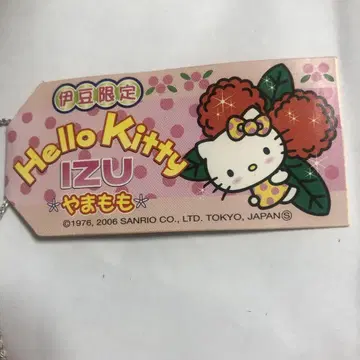 伊豆限定
Hello Kitty
IZU
*やまもも*
©1976, 2006 SANRIO CO., LTD. TOKYO, JAPAN Ⓢ